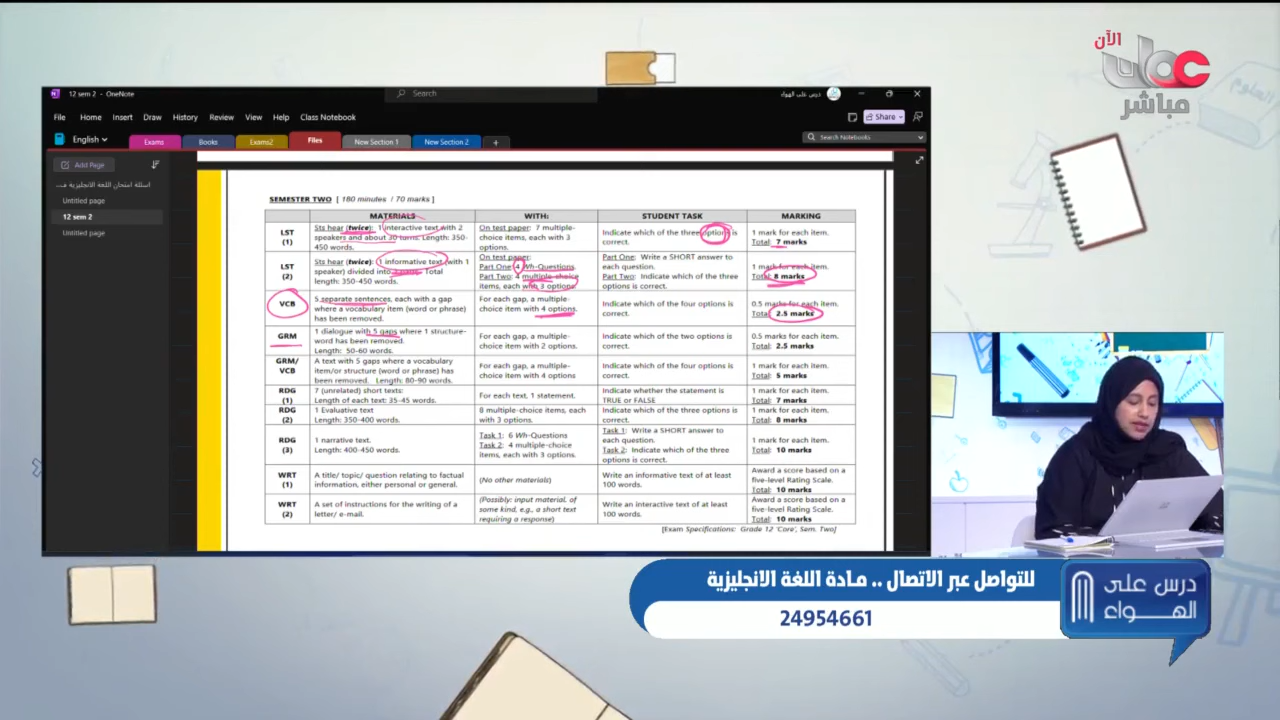 الآن
مباشر
العلوم
12 sem 2 - OneNote
Search
درس على الهواء
File Home Insert Draw History Review View Help Class Notebook
Share
English
Exams Books Exams2 Files New Section 1 New Section 2 +
Search Notebooks
Add Page
اسئلة امتحان اللغة الانجليزية مـ...
Untitled page
12 sem 2
Untitled page
SEMESTER TWO [ 180 minutes / 70 marks ]
MATERIALS WITH: STUDENT TASK MARKING
LST (1)
Sts hear (twice): 1 interactive text with 2
speakers and about 30 turns. Length: 350-
450 words.
On test paper: 7 multiple-
choice items, each with 3
options.
Indicate which of the three options is
correct.
1 mark for each item.
Total: 7 marks
LST (2)
Sts hear (twice): 1 informative text (with 1
speaker) divided into Total
length: 350-450 words.
On test paper:
Part One: 4 Wh-Questions
Part Two: 4 multiple-choice
items, each with 3 options.
Part One: Write a SHORT answer to
each question.
Part Two: Indicate which of the three
options is correct.
1 mark for each item.
Total: 8 marks
VCB
5 separate sentences, each with a gap
where a vocabulary item (word or phrase)
has been removed.
For each gap, a multiple-
choice item with 4 options.
Indicate which of the four options is
correct.
0.5 marks for each item.
Total: 2.5 marks
GRM
1 dialogue with 5 gaps where 1 structure-
word has been removed.
Length: 50-60 words.
For each gap, a multiple-
choice item with 2 options.
Indicate which of the two options is
correct.
0.5 marks for each item.
Total: 2.5 marks
GRM/
VCB
A text with 5 gaps where a vocabulary
item/or structure (word or phrase) has
been removed. Length: 80-90 words.
For each gap, a multiple-
choice item with 4 options
Indicate which of the four options is
correct.
1 mark for each item.
Total: 5 marks
RDG
(1)
7 (unrelated) short texts:
Length of each text: 35-45 words.
For each text, 1 statement.
Indicate whether the statement is
TRUE or FALSE
1 mark for each item.
Total: 7 marks
RDG
(2)
1 Evaluative text
Length: 350-400 words.
8 multiple-choice items, each
with 3 options.
Indicate which of the three options is
correct.
1 mark for each item.
Total: 8 marks
RDG
(3)
1 narrative text.
Length: 400-450 words.
Task 1: 6 Wh-Questions
Task 2: 4 multiple-choice
items, each with 3 options.
Task 1: Write a SHORT answer to
each question.
Task 2: Indicate which of the three
options is correct.
1 mark for each item.
Total: 10 marks
WRT
(1)
A title/ topic/ question relating to factual
information, either personal or general.
(No other materials)
Write an informative text of at least
100 words.
Award a score based on a
five-level Rating Scale.
Total: 10 marks
WRT
(2)
A set of instructions for the writing of a
letter/ e-mail.
(Possibly: input material, of
some kind, e.g., a short text
requiring a response)
Write an interactive text of at least
100 words.
Award a score based on a
five-level Rating Scale.
Total: 10 marks
[Exam Specifications: Grade 12 'Core', Sem. Two]
للتواصل عبر الاتصال .. مادة اللغة الانجليزية
24954661
درس على
الهـــواء